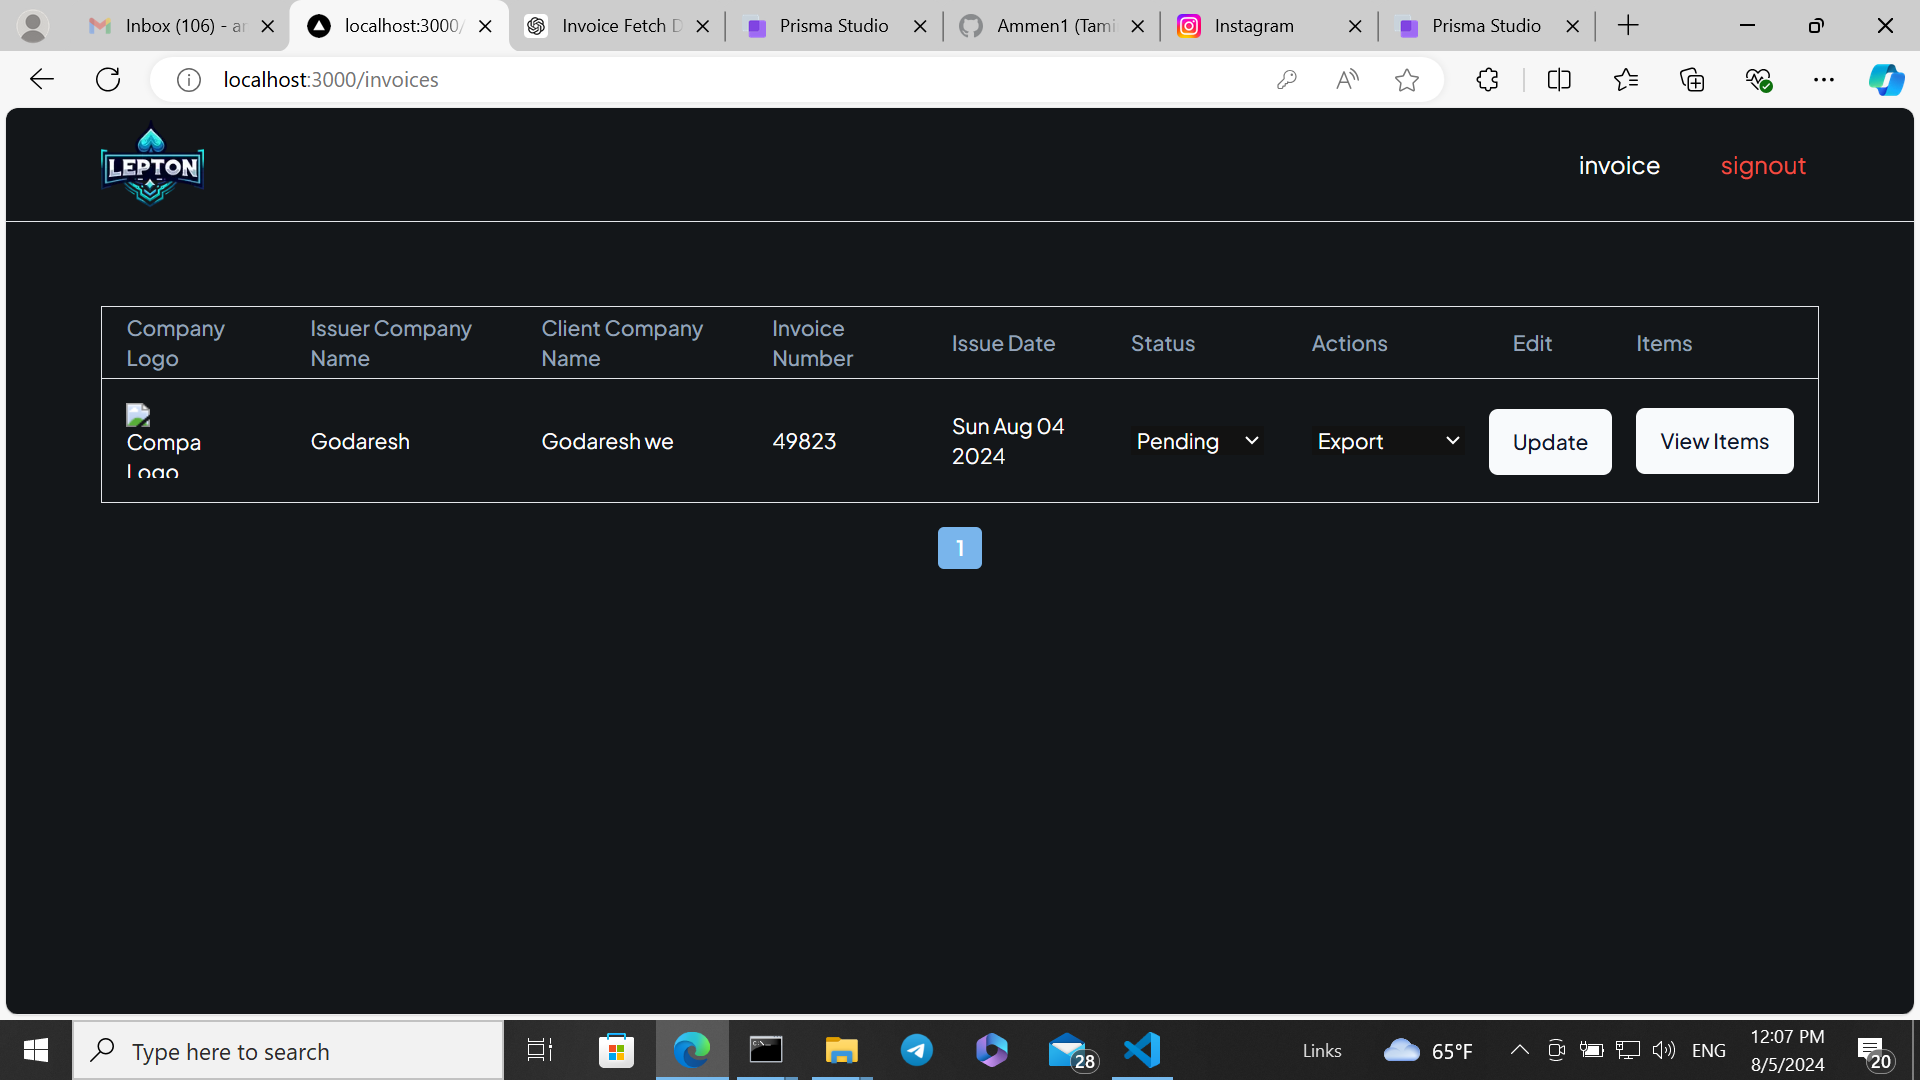 Inbox (106) - ar
localhost:3000/
Invoice Fetch D
Prisma Studio
Ammen1 (Tami
Instagram
Prisma Studio
localhost:3000/invoices
LEPTON
invoice
signout
Company
Logo
Issuer Company
Name
Client Company
Name
Invoice
Number
Issue Date
Status
Actions
Edit
Items
Compa
Logo
Godaresh
Godaresh we
49823
Sun Aug 04
2024
Pending
Export
Update
View Items
1
Type here to search
28
Links
65°F
ENG
12:07 PM
8/5/2024
20